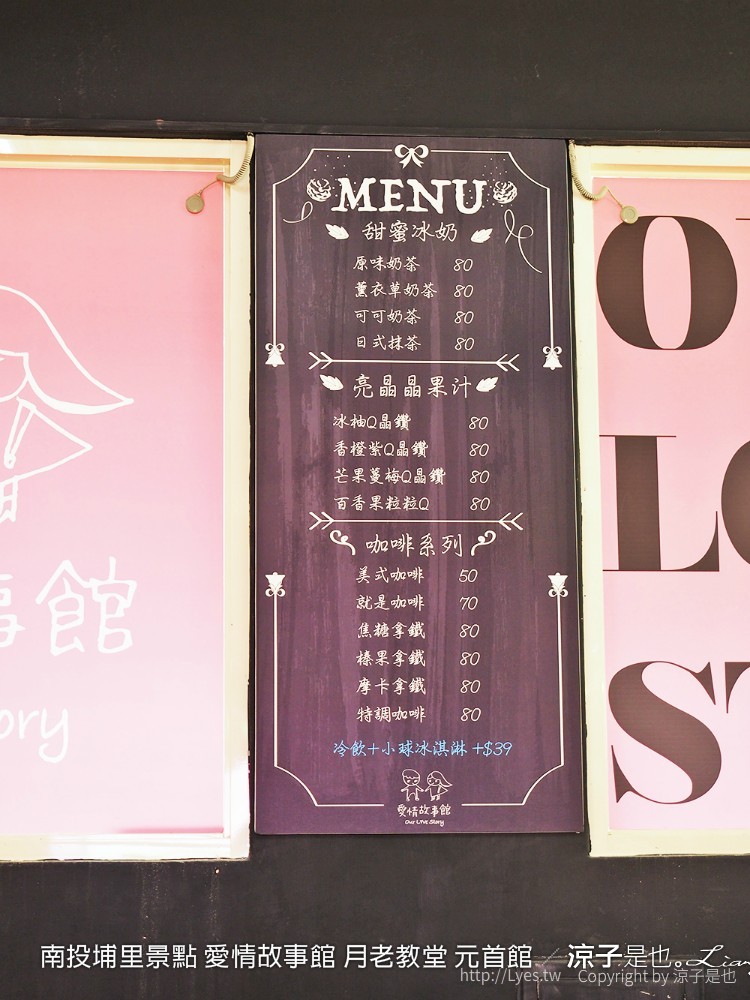 MENU
甜蜜冰奶
原味奶茶 80
薰衣草奶茶 80
可可奶茶 80
日式抹茶 80
亮晶晶果汁
冰柚Q晶鑽 80
香橙紫Q晶鑽 80
芒果蔓梅Q晶鑽 80
百香果粒粒Q 80
咖啡系列
美式咖啡 50
就是咖啡 70
焦糖拿鐵 80
榛果拿鐵 80
摩卡拿鐵 80
特調咖啡 80
冷飲+小球冰淇淋 +$39
愛情故事館
Our LOVE Story
事館
ory
O
LO
ST
南投埔里景點 愛情故事館 月老教堂 元首館 / 涼子是也。Lian
http://Lyes.tw Copyright by 涼子是也